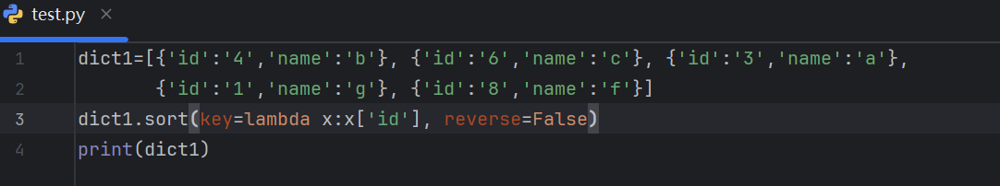 test.py ×
1 dict1=[{'id':'4','name':'b'}, {'id':'6','name':'c'}, {'id':'3','name':'a'},
2 {'id':'1','name':'g'}, {'id':'8','name':'f'}]
3 dict1.sort(key=lambda x:x['id'], reverse=False)
4 print(dict1)